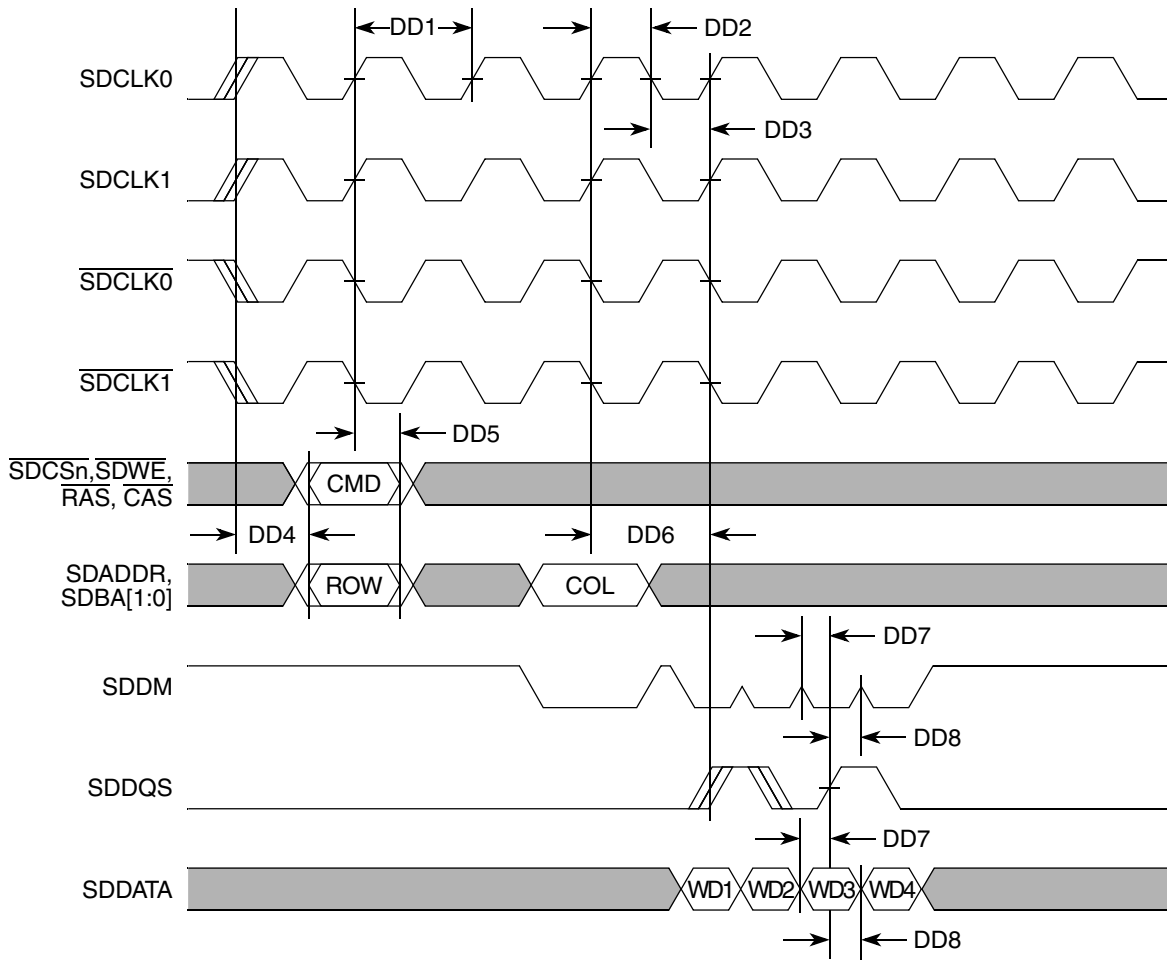 DD1
DD2
SDCLK0
DD3
SDCLK1
SDCLK0
SDCLK1
DD5
SDCSn,SDWE,
RAS, CAS
CMD
DD4
DD6
SDADDR,
SDBA[1:0]
ROW
COL
DD7
SDDM
DD8
SDDQS
DD7
SDDATA
WD1
WD2
WD3
WD4
DD8